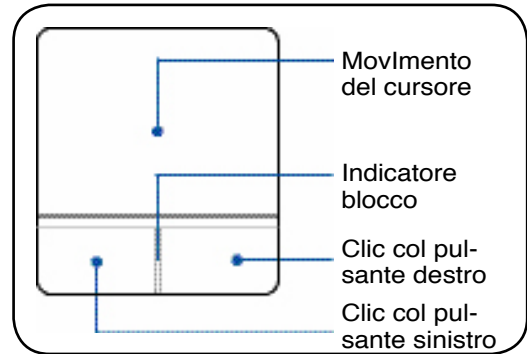 MovImento
del cursore
Indicatore
blocco
Clic col pul-
sante destro
Clic col pul-
sante sinistro